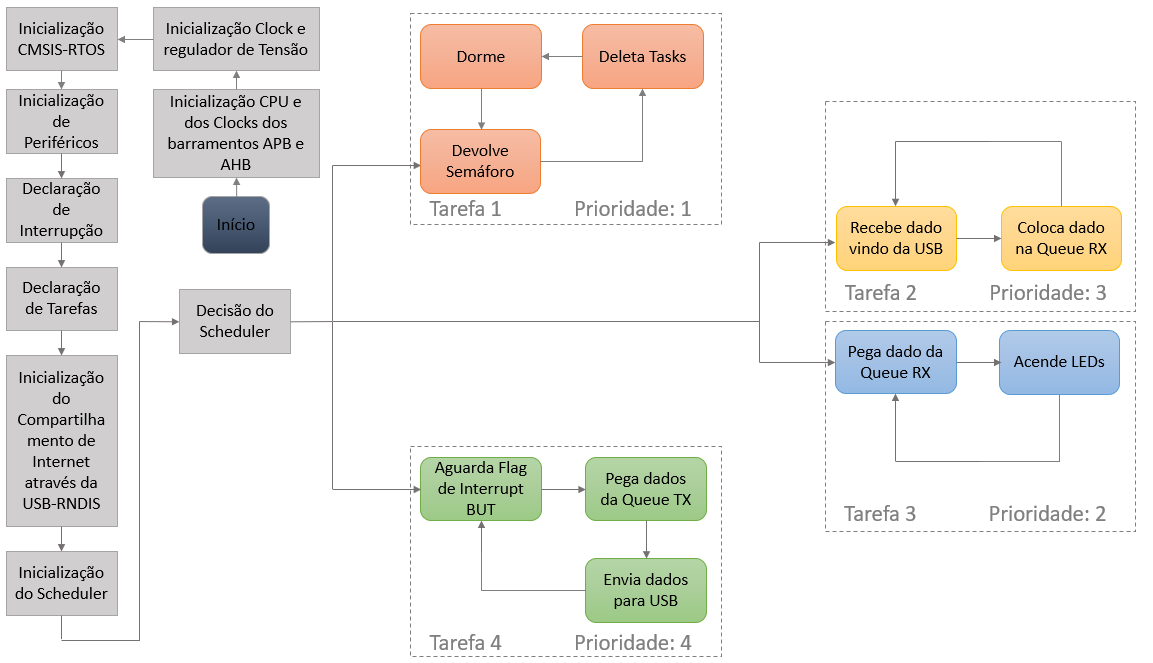 Início
Inicialização CPU e
dos Clocks dos
barramentos APB e
AHB
Inicialização Clock e
regulador de Tensão
Inicialização
CMSIS-RTOS
Inicialização
de
Periféricos
Declaração
de
Interrupção
Declaração
de Tarefas
Inicialização
do
Compartilha
mento de
Internet
através da
USB-RNDIS
Inicialização
do Scheduler
Decisão do
Scheduler
Dorme
Deleta Tasks
Devolve
Semáforo
Tarefa 1
Prioridade: 1
Recebe dado
vindo da USB
Coloca dado
na Queue RX
Tarefa 2
Prioridade: 3
Pega dado da
Queue RX
Acende LEDs
Tarefa 3
Prioridade: 2
Aguarda Flag
de Interrupt
BUT
Pega dados
da Queue TX
Envia dados
para USB
Tarefa 4
Prioridade: 4